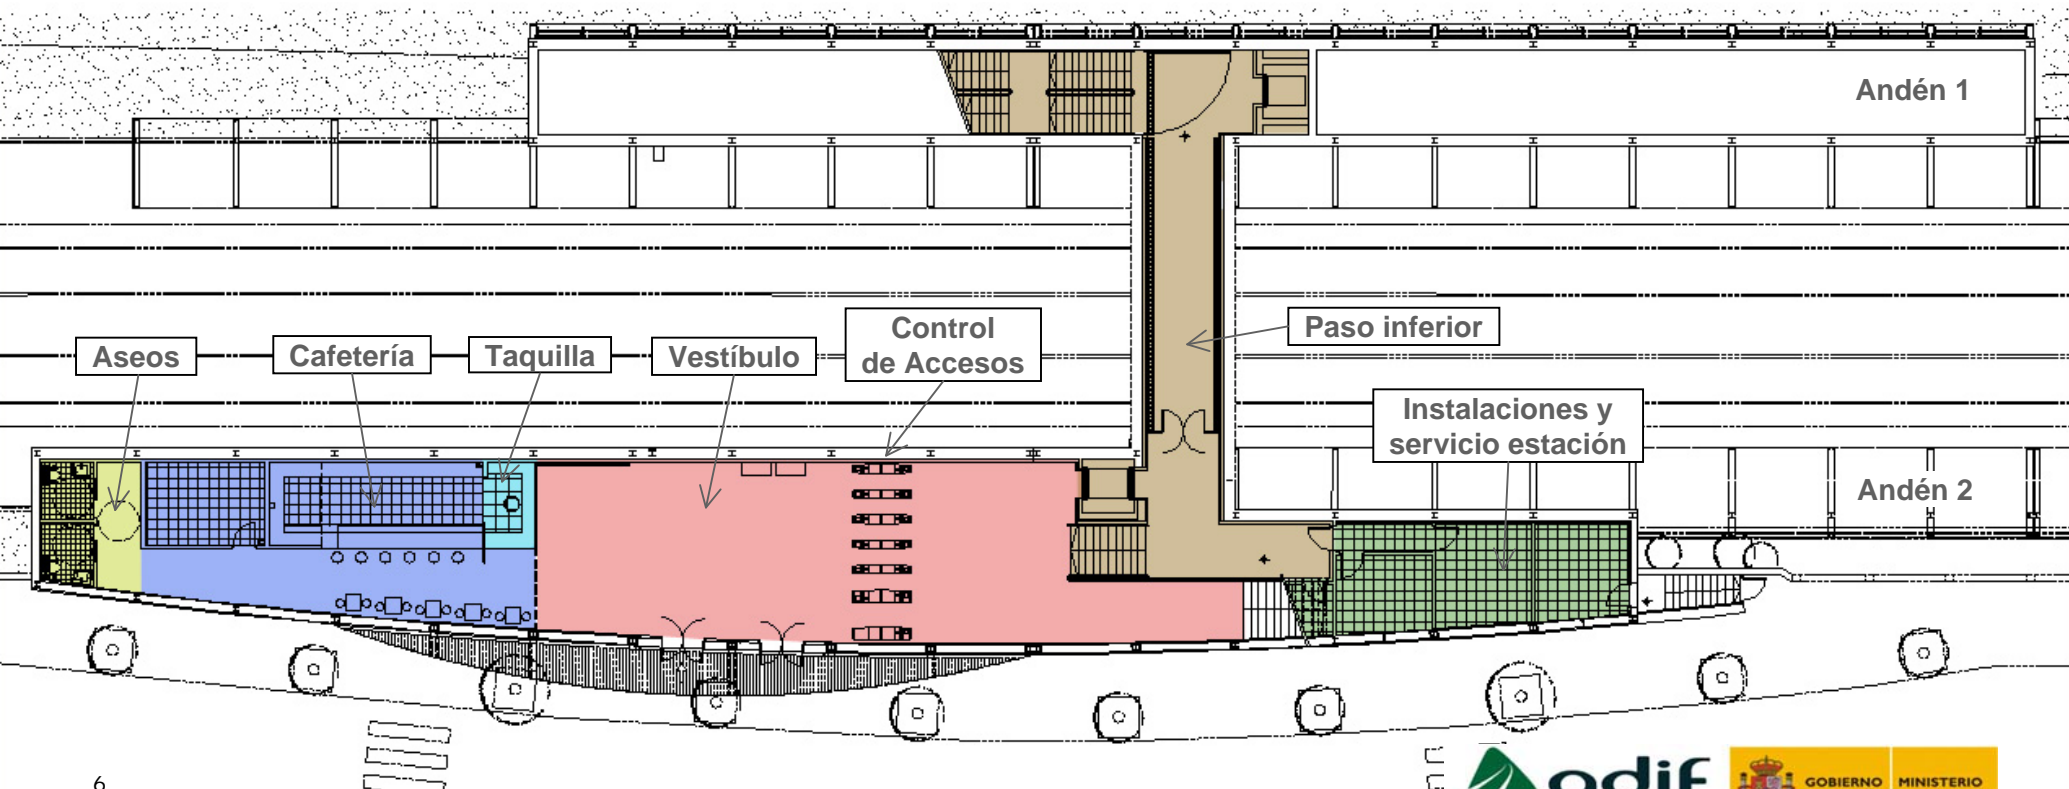 Andén 1
Control
de Accesos
Paso inferior
Aseos
Cafetería
Taquilla
Vestíbulo
Instalaciones y
servicio estación
Andén 2
6
adif
GOBIERNO
MINISTERIO